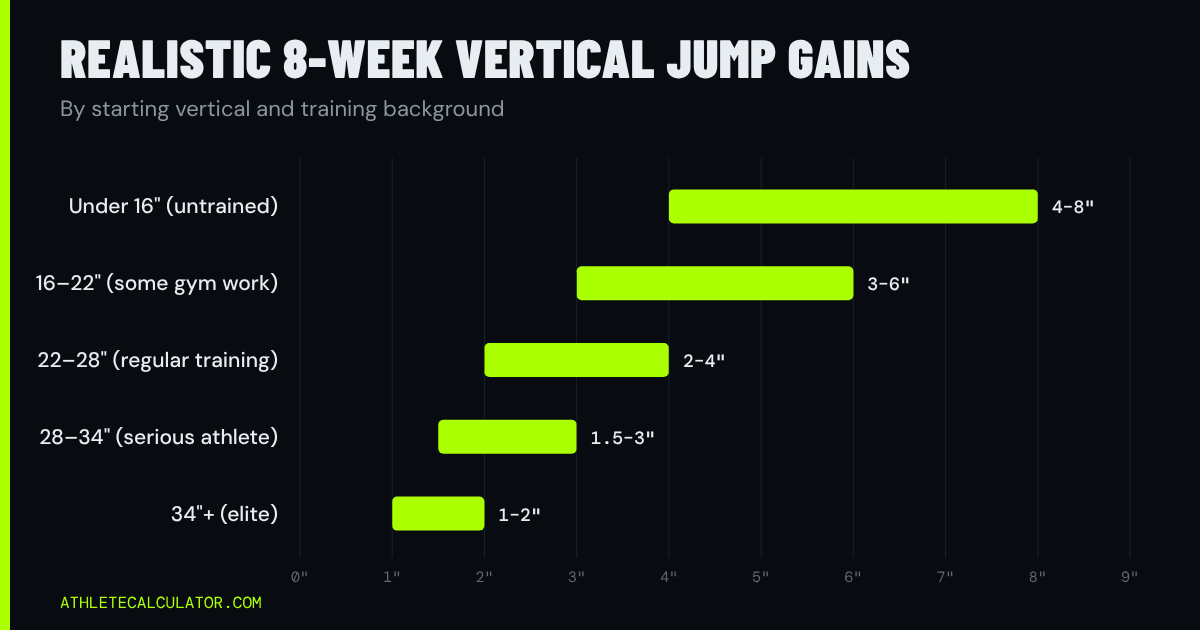 REALISTIC 8-WEEK VERTICAL JUMP GAINS
By starting vertical and training background
Under 16" (untrained) 4-8"
16–22" (some gym work) 3-6"
22–28" (regular training) 2-4"
28–34" (serious athlete) 1.5-3"
34"+ (elite) 1-2"
0" 1" 2" 3" 4" 5" 6" 7" 8" 9"
ATHLETECALCULATOR.COM